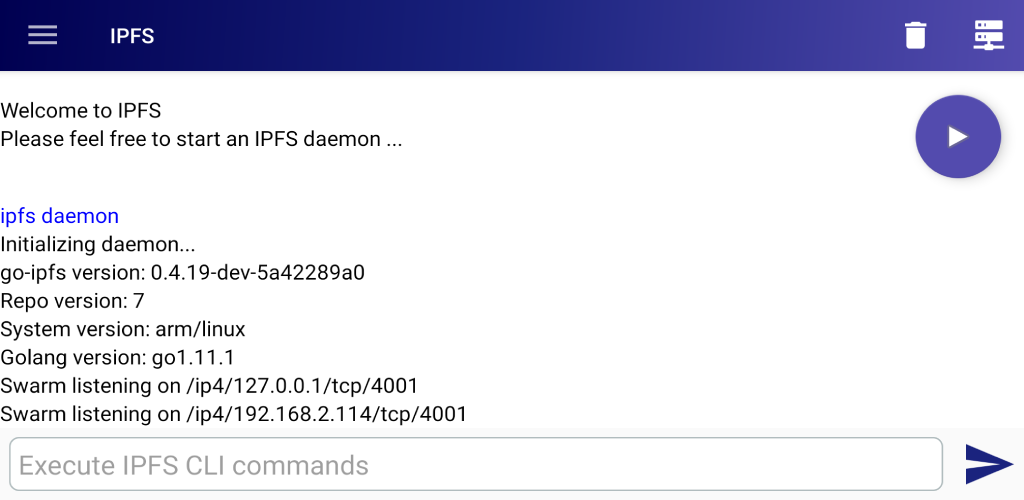 IPFS
Welcome to IPFS
Please feel free to start an IPFS daemon ...
ipfs daemon
Initializing daemon...
go-ipfs version: 0.4.19-dev-5a42289a0
Repo version: 7
System version: arm/linux
Golang version: go1.11.1
Swarm listening on /ip4/127.0.0.1/tcp/4001
Swarm listening on /ip4/192.168.2.114/tcp/4001
Execute IPFS CLI commands